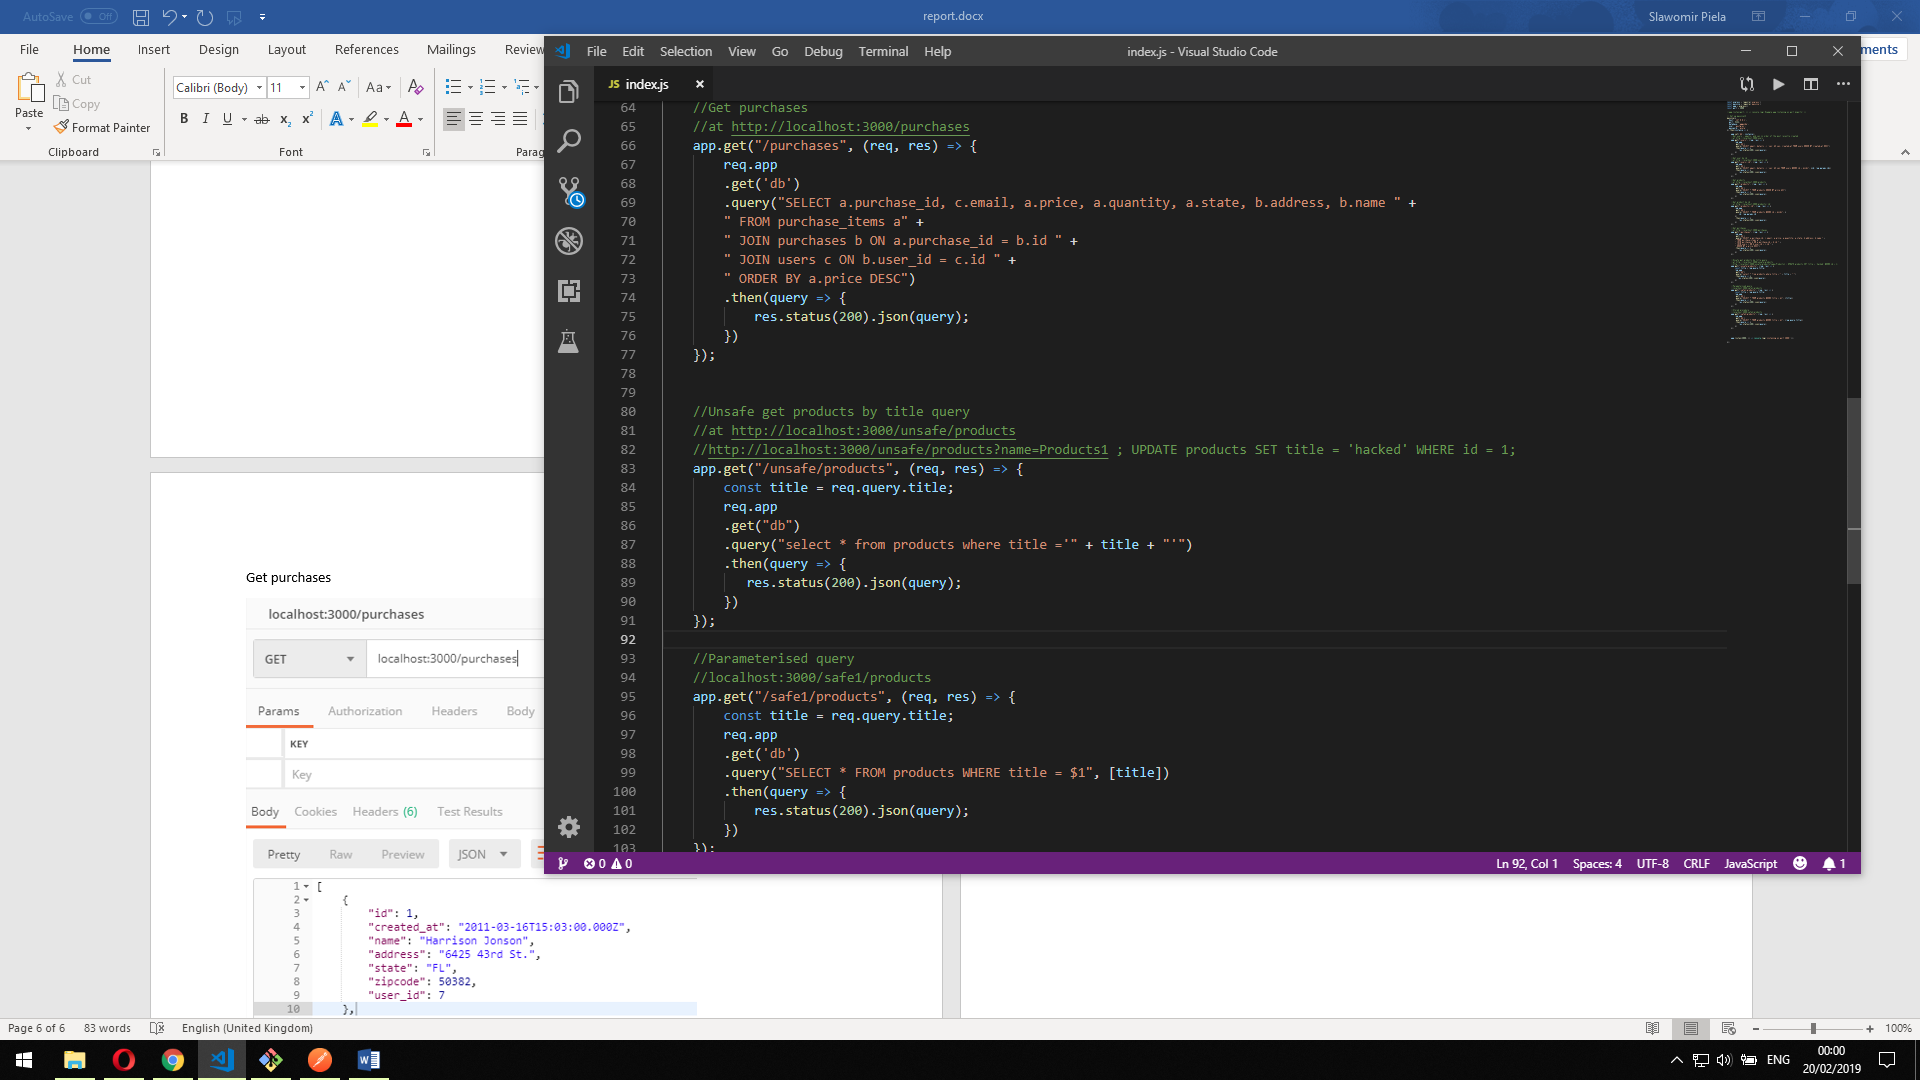 AutoSave Off
report.docx
Slawomir Piela
File Home Insert Design Layout References Mailings Review
ments
Paste
Cut
Copy
Format Painter
Clipboard
Calibri (Body) 11
Font
Parag
File Edit Selection View Go Debug Terminal Help
index.js - Visual Studio Code
JS index.js
64 //Get purchases
65 //at http://localhost:3000/purchases
66 app.get("/purchases", (req, res) => {
67 req.app
68 .get('db')
69 .query("SELECT a.purchase_id, c.email, a.price, a.quantity, a.state, b.address, b.name " +
70 " FROM purchase_items a" +
71 " JOIN purchases b ON a.purchase_id = b.id " +
72 " JOIN users c ON b.user_id = c.id " +
73 " ORDER BY a.price DESC")
74 .then(query => {
75 res.status(200).json(query);
76 })
77 });
78
79
80 //Unsafe get products by title query
81 //at http://localhost:3000/unsafe/products
82 //http://localhost:3000/unsafe/products?name=Products1 ; UPDATE products SET title = 'hacked' WHERE id = 1;
83 app.get("/unsafe/products", (req, res) => {
84 const title = req.query.title;
85 req.app
86 .get("db")
87 .query("select * from products where title ='" + title + "'")
88 .then(query => {
89 res.status(200).json(query);
90 })
91 });
92
93 //Parameterised query
94 //localhost:3000/safe1/products
95 app.get("/safe1/products", (req, res) => {
96 const title = req.query.title;
97 req.app
98 .get('db')
99 .query("SELECT * FROM products WHERE title = $1", [title])
100 .then(query => {
101 res.status(200).json(query);
102 })
103 });
0 0
Ln 92, Col 1 Spaces: 4 UTF-8 CRLF JavaScript 1
Get purchases
localhost:3000/purchases
GET localhost:3000/purchases
Params Authorization Headers Body
KEY
Key
Body Cookies Headers (6) Test Results
Pretty Raw Preview JSON
1 [
2 {
3 "id": 1,
4 "created_at": "2011-03-16T15:03:00.000Z",
5 "name": "Harrison Jonson",
6 "address": "6425 43rd St.",
7 "state": "FL",
8 "zipcode": 50382,
9 "user_id": 7
10 },
Page 6 of 6 83 words English (United Kingdom)
100%
ENG
00:00
20/02/2019